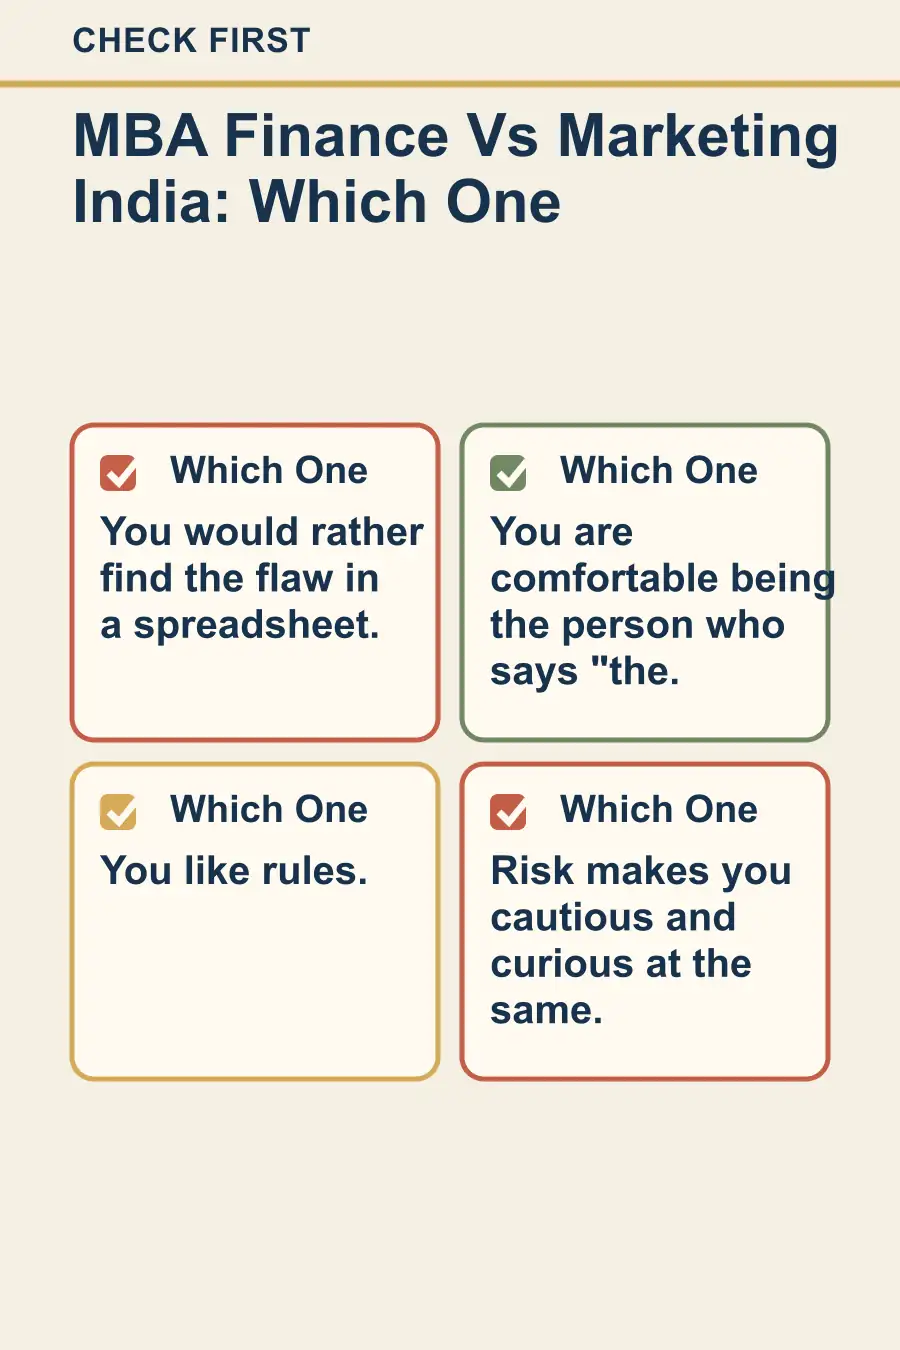 CHECK FIRST
MBA Finance Vs Marketing
India: Which One
Which One
You would rather
find the flaw in
a spreadsheet.
Which One
You are
comfortable being
the person who
says "the.
Which One
You like rules.
Which One
Risk makes you
cautious and
curious at the
same.